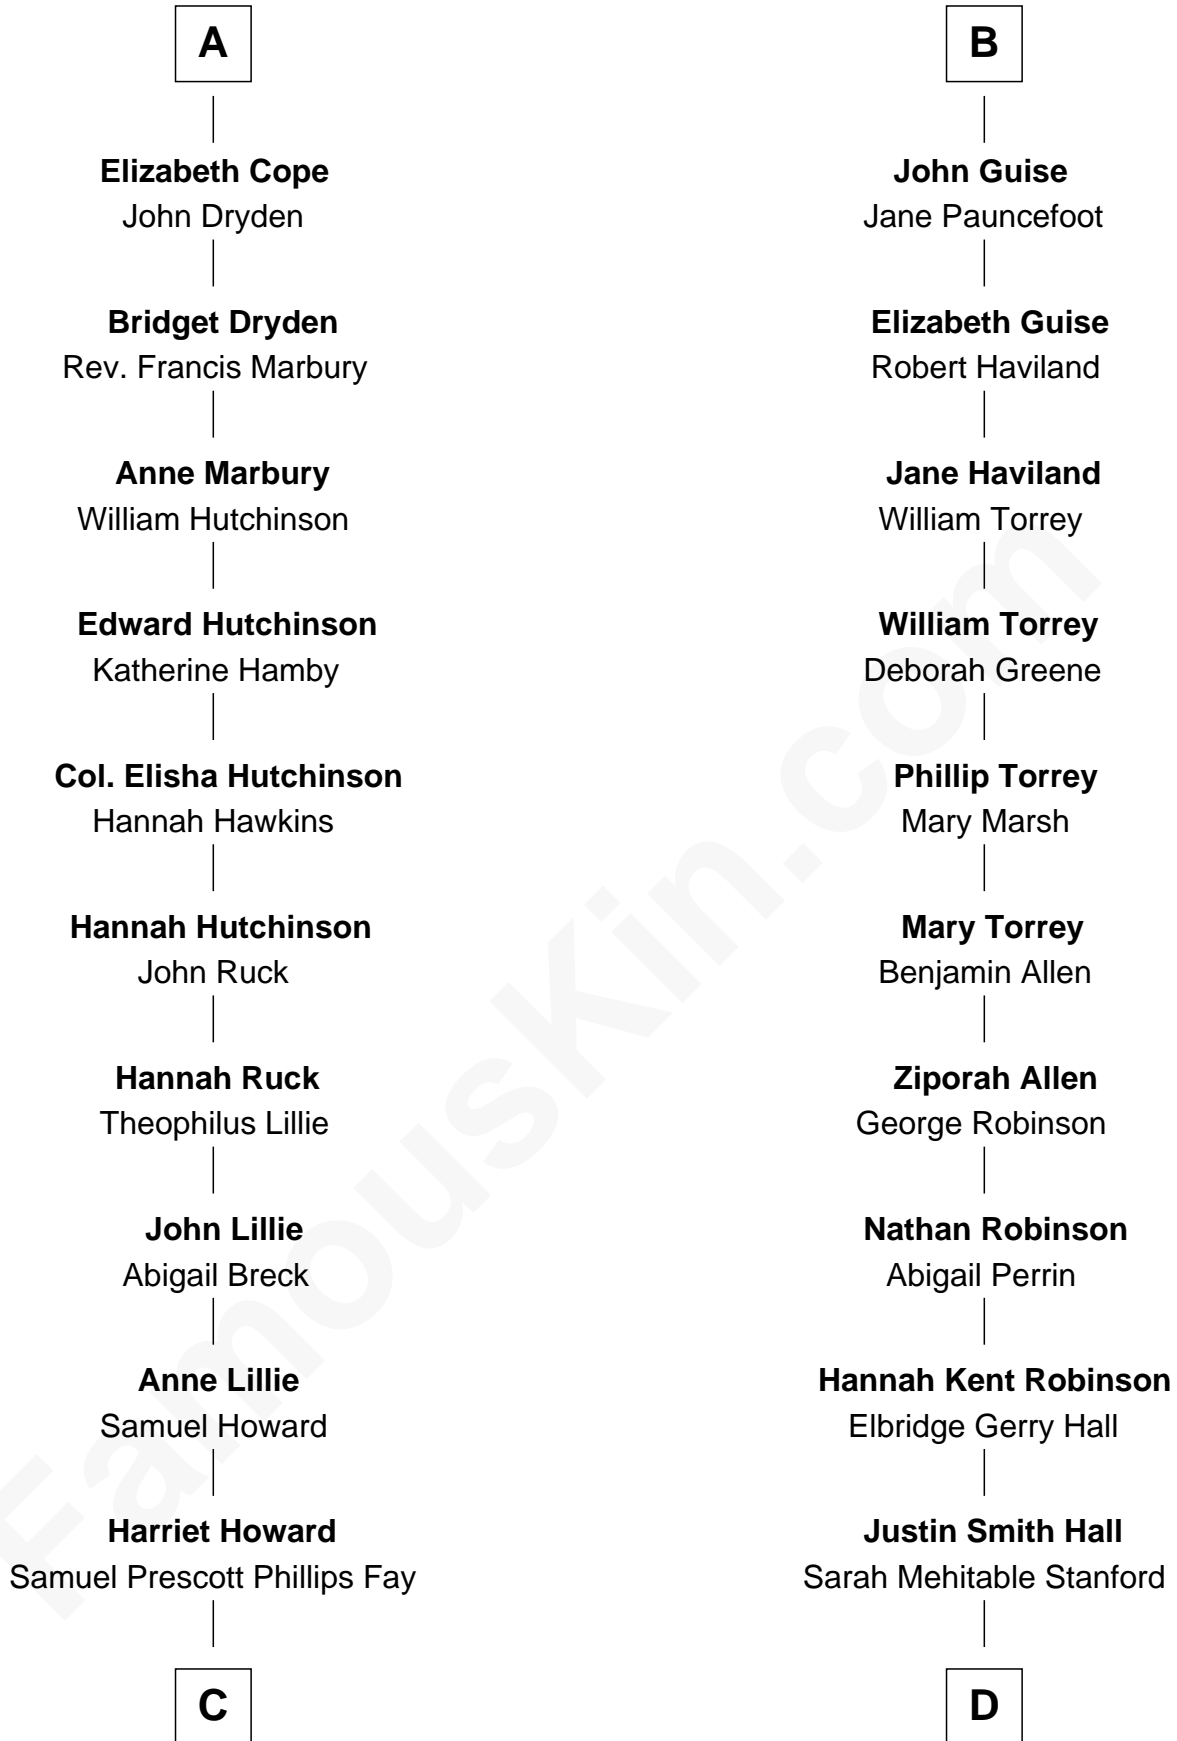 A
Elizabeth Cope
John Dryden
Bridget Dryden
Rev. Francis Marbury
Anne Marbury
William Hutchinson
Edward Hutchinson
Katherine Hamby
Col. Elisha Hutchinson
Hannah Hawkins
Hannah Hutchinson
John Ruck
Hannah Ruck
Theophilus Lillie
John Lillie
Abigail Breck
Anne Lillie
Samuel Howard
Harriet Howard
Samuel Prescott Phillips Fay
C
B
John Guise
Jane Pauncefoot
Elizabeth Guise
Robert Haviland
Jane Haviland
William Torrey
William Torrey
Deborah Greene
Phillip Torrey
Mary Marsh
Mary Torrey
Benjamin Allen
Ziporah Allen
George Robinson
Nathan Robinson
Abigail Perrin
Hannah Kent Robinson
Elbridge Gerry Hall
Justin Smith Hall
Sarah Mehitable Stanford
D
FamousKin.com